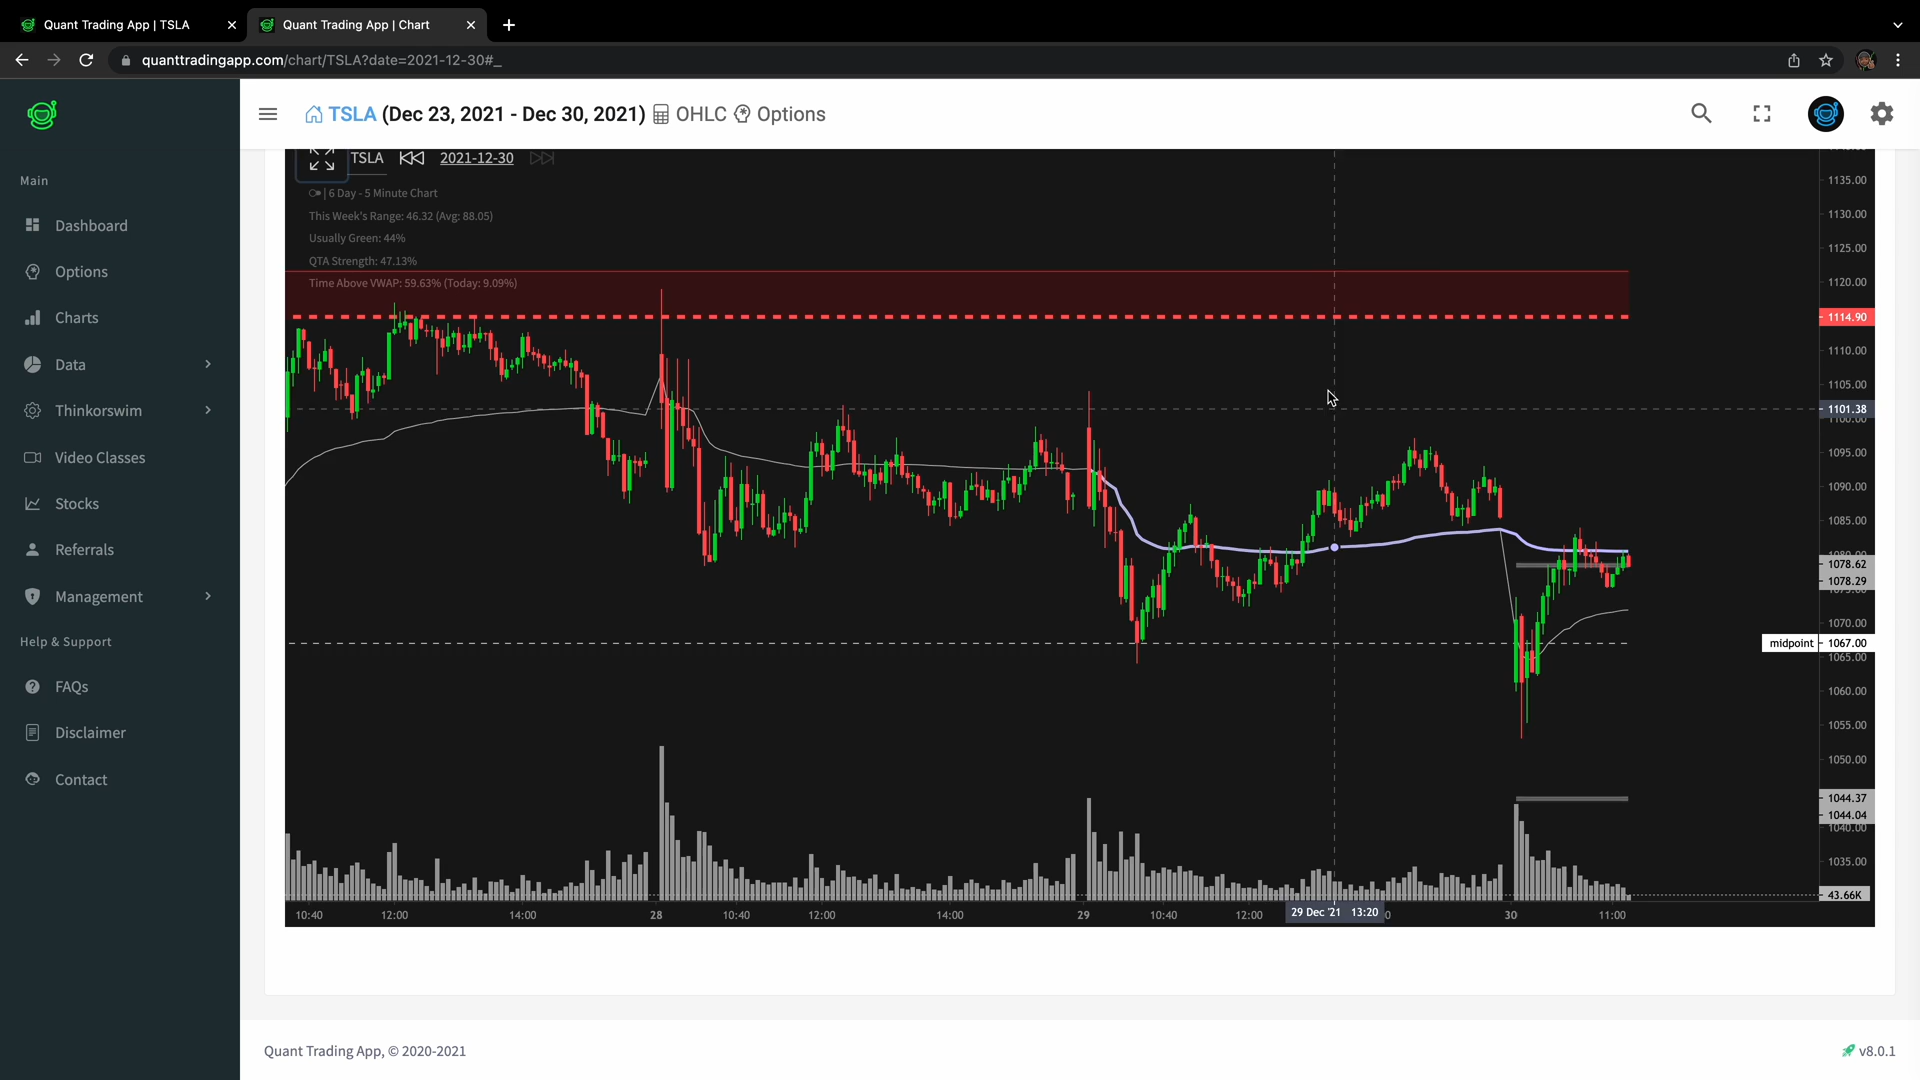 Quant Trading App | TSLA
Quant Trading App | Chart
quanttradingapp.com/chart/TSLA?date=2021-12-30#_
TSLA (Dec 23, 2021 - Dec 30, 2021) OHLC Options
Main
Dashboard
Options
Charts
Data
Thinkorswim
Video Classes
Stocks
Referrals
Management
Help & Support
FAQs
Disclaimer
Contact
TSLA 2021-12-30
| 6 Day - 5 Minute Chart
This Week's Range: 46.32 (Avg: 88.05)
Usually Green: 44%
QTA Strength: 47.13%
Time Above VWAP: 59.63% (Today: 9.09%)
1135.00
1130.00
1125.00
1120.00
1114.90
1110.00
1105.00
1101.38
1100.00
1095.00
1090.00
1085.00
1080.00
1078.62
1078.29
1075.00
1070.00
midpoint 1067.00
1065.00
1060.00
1055.00
1050.00
1044.37
1044.04
1040.00
1035.00
43.66K
10:40 12:00 14:00 28 10:40 12:00 14:00 29 10:40 12:00 29 Dec '21 13:20 30 11:00
Quant Trading App, © 2020-2021
v8.0.1